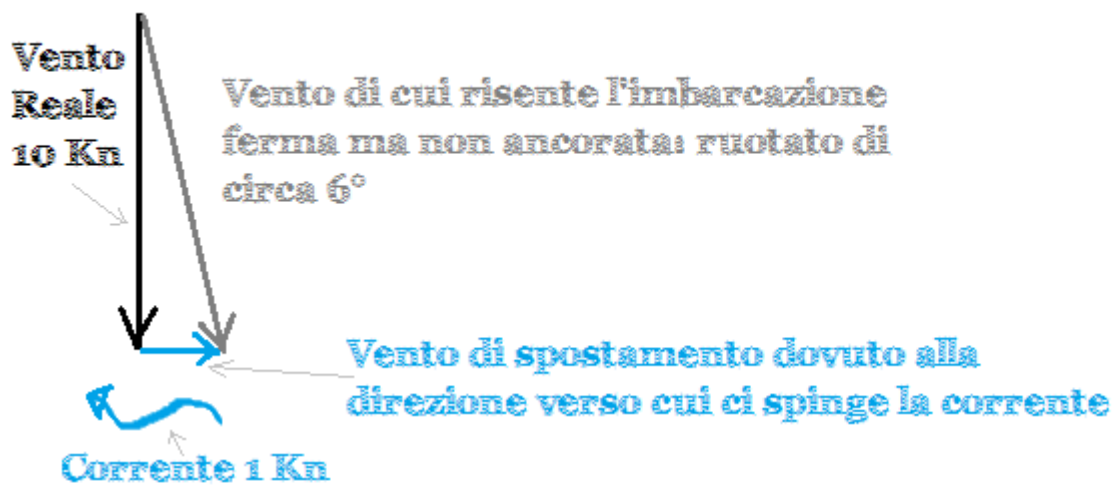 Vento
Reale
10 Kn
Vento di cui risente l'imbarcazione
ferma ma non ancorata: ruotato di
circa 6°
Vento di spostamento dovuto alla
direzione verso cui ci spinge la corrente
Corrente 1 Kn